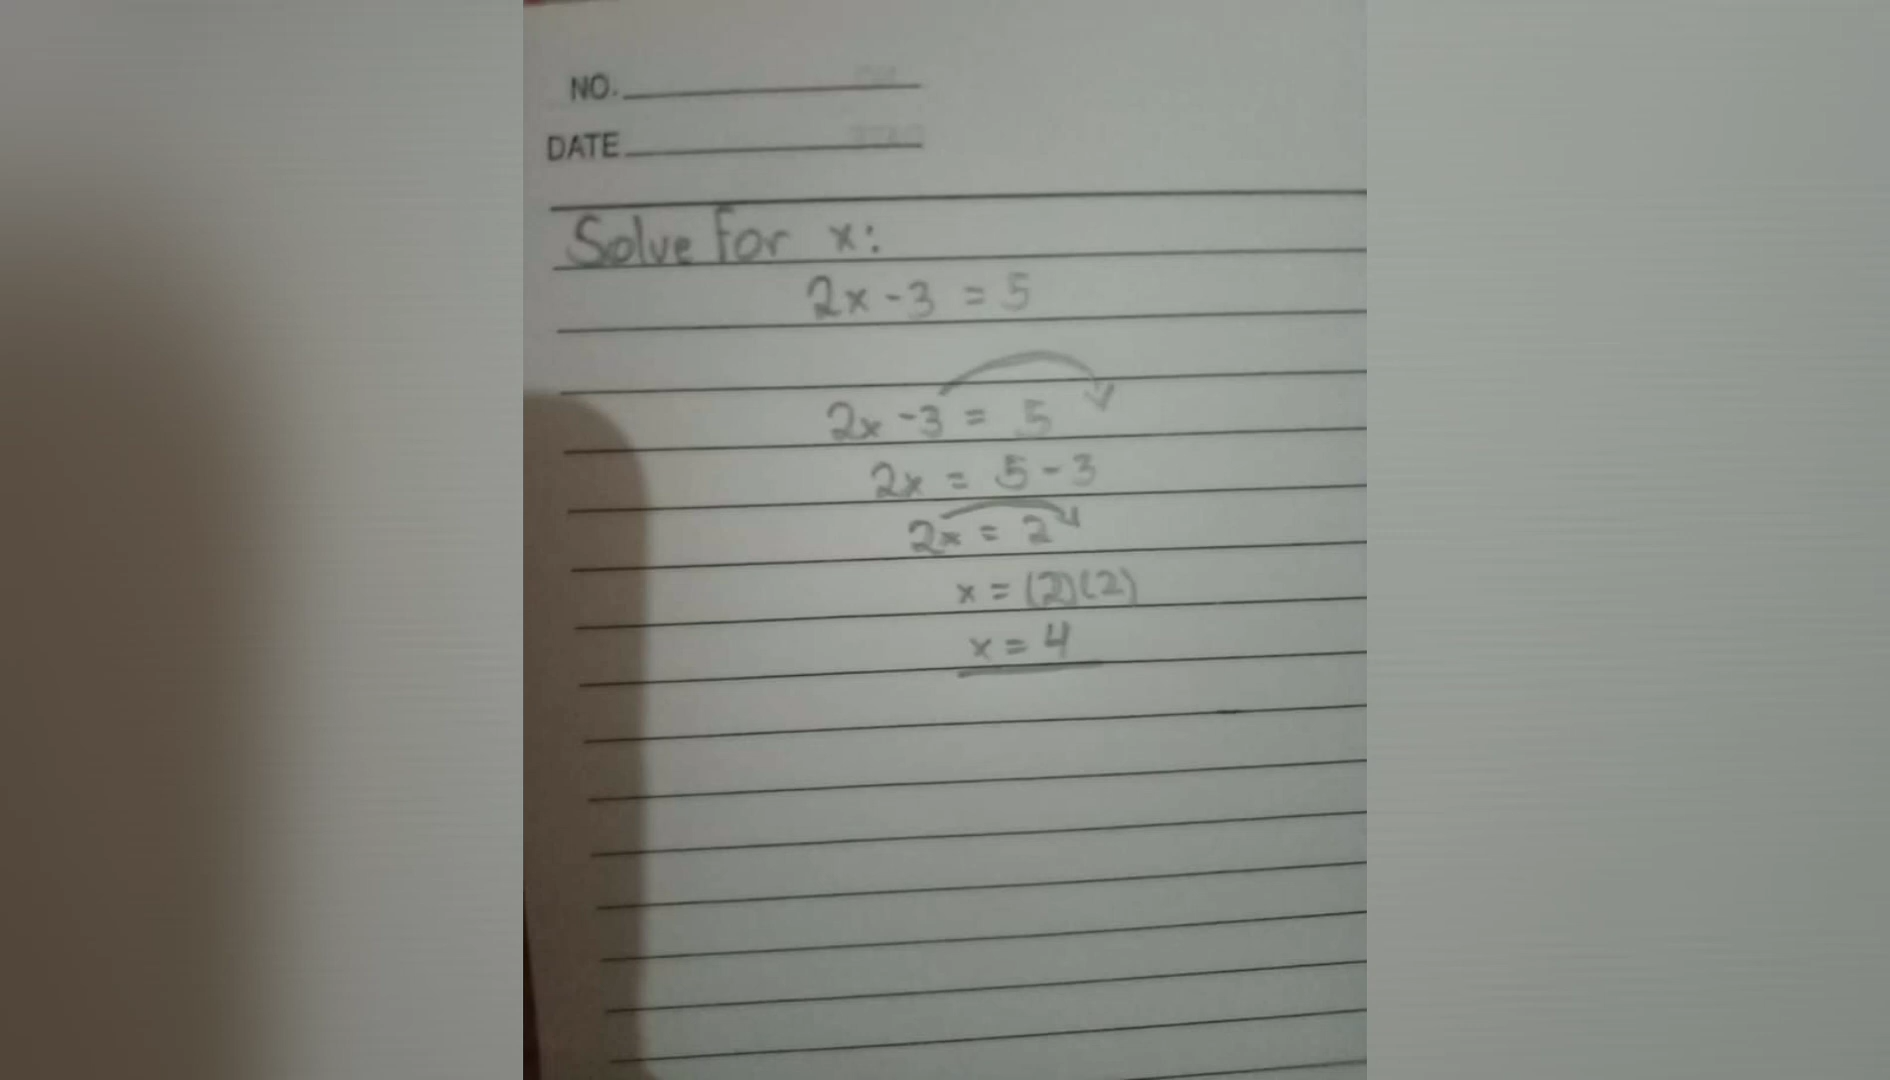 NO.
DATE
Solve For x:
2x - 3 = 5
2x - 3 = 5
2x = 5 - 3
2x = 2
x = (2)(2)
x = 4